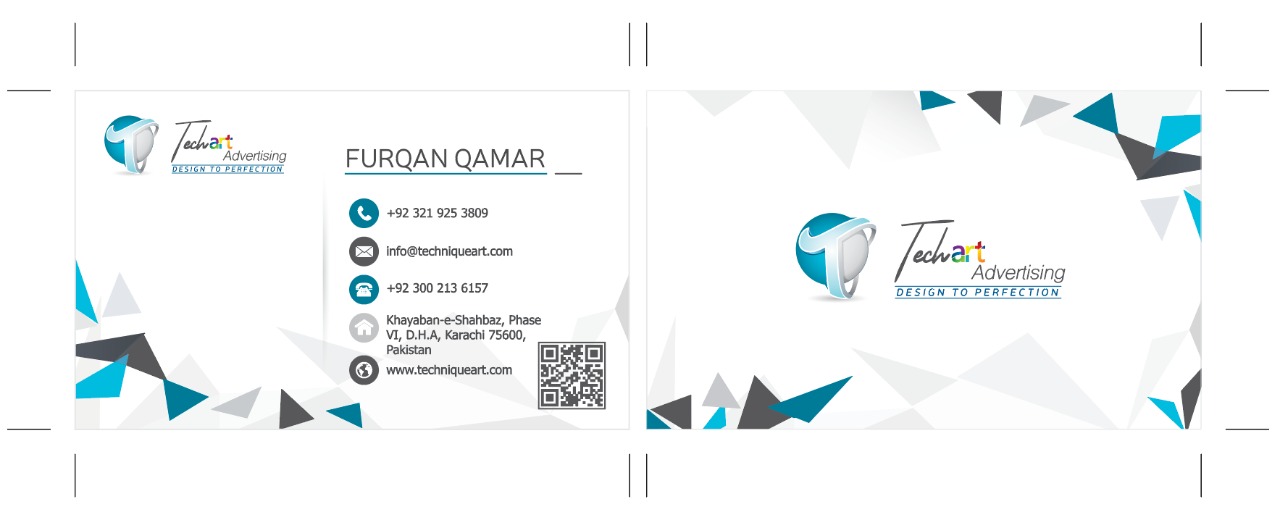 Techart
Advertising
DESIGN TO PERFECTION
FURQAN QAMAR
+92 321 925 3809
info@techniqueart.com
+92 300 213 6157
Khayaban-e-Shahbaz, Phase
VI, D.H.A, Karachi 75600,
Pakistan
www.techniqueart.com
Techart
Advertising
DESIGN TO PERFECTION